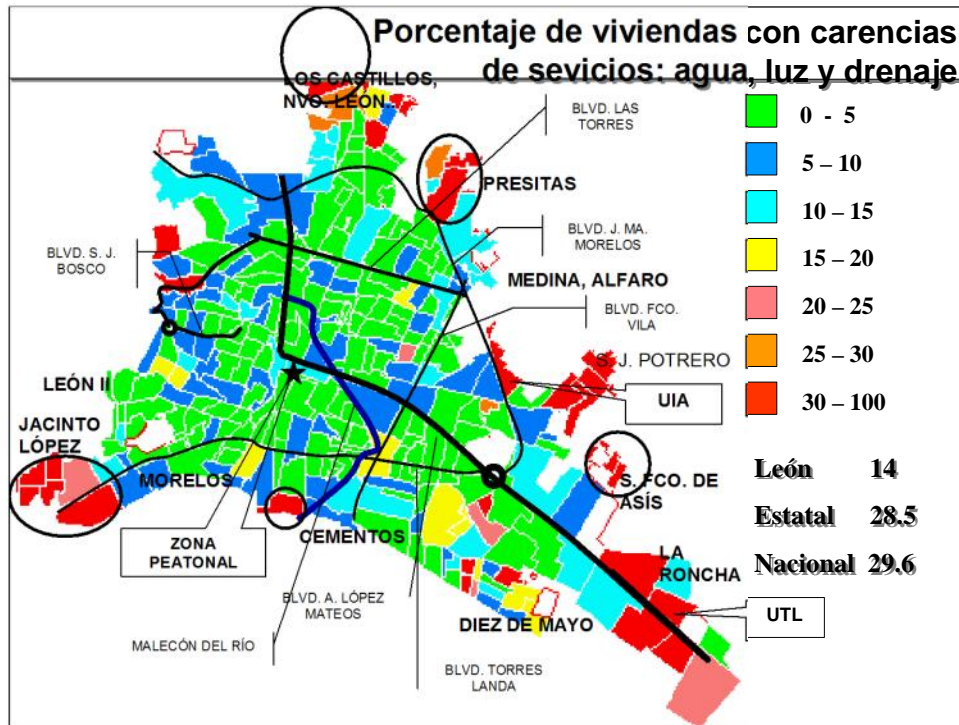 Porcentaje de viviendas con carencias
de sevicios: agua, luz y drenaje
LOS CASTILLOS,
NVO. LEON..
BLVD. LAS
TORRES
0 - 5
5 – 10
10 – 15
15 – 20
20 – 25
25 – 30
30 – 100
PRESITAS
BLVD. S. J.
BOSCO
BLVD. J. MA.
MORELOS
MEDINA, ALFARO
BLVD. FCO.
VILA
S. J. POTRERO
LEÓN II
UIA
JACINTO
LÓPEZ
MORELOS
León 14
S. FCO. DE
ASÍS
Estatal 28.5
CEMENTOS
ZONA
PEATONAL
LA
RONCHA
Nacional 29.6
BLVD. A. LÓPEZ
MATEOS
DIEZ DE MAYO
UTL
MALECÓN DEL RÍO
BLVD. TORRES
LANDA